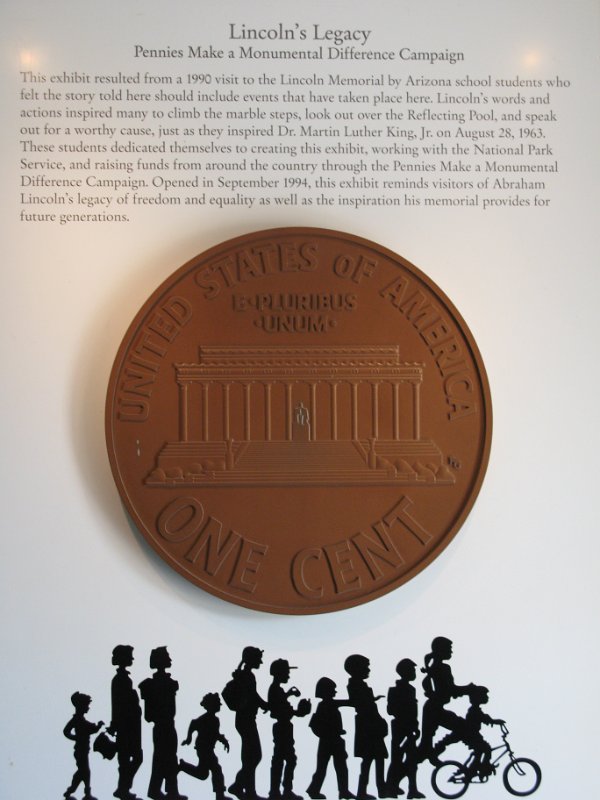 Lincoln's Legacy
Pennies Make a Monumental Difference Campaign
This exhibit resulted from a 1990 visit to the Lincoln Memorial by Arizona school students who
felt the story told here should include events that have taken place here. Lincoln's words and
actions inspired many to climb the marble steps, look out over the Reflecting Pool, and speak
out for a worthy cause, just as they inspired Dr. Martin Luther King, Jr. on August 28, 1963.
These students dedicated themselves to creating this exhibit, working with the National Park
Service, and raising funds from around the country through the Pennies Make a Monumental
Difference Campaign. Opened in September 1994, this exhibit reminds visitors of Abraham
Lincoln's legacy of freedom and equality as well as the inspiration his memorial provides for
future generations.
UNITED STATES OF AMERICA
E·PLURIBUS
·UNUM·
ONE CENT